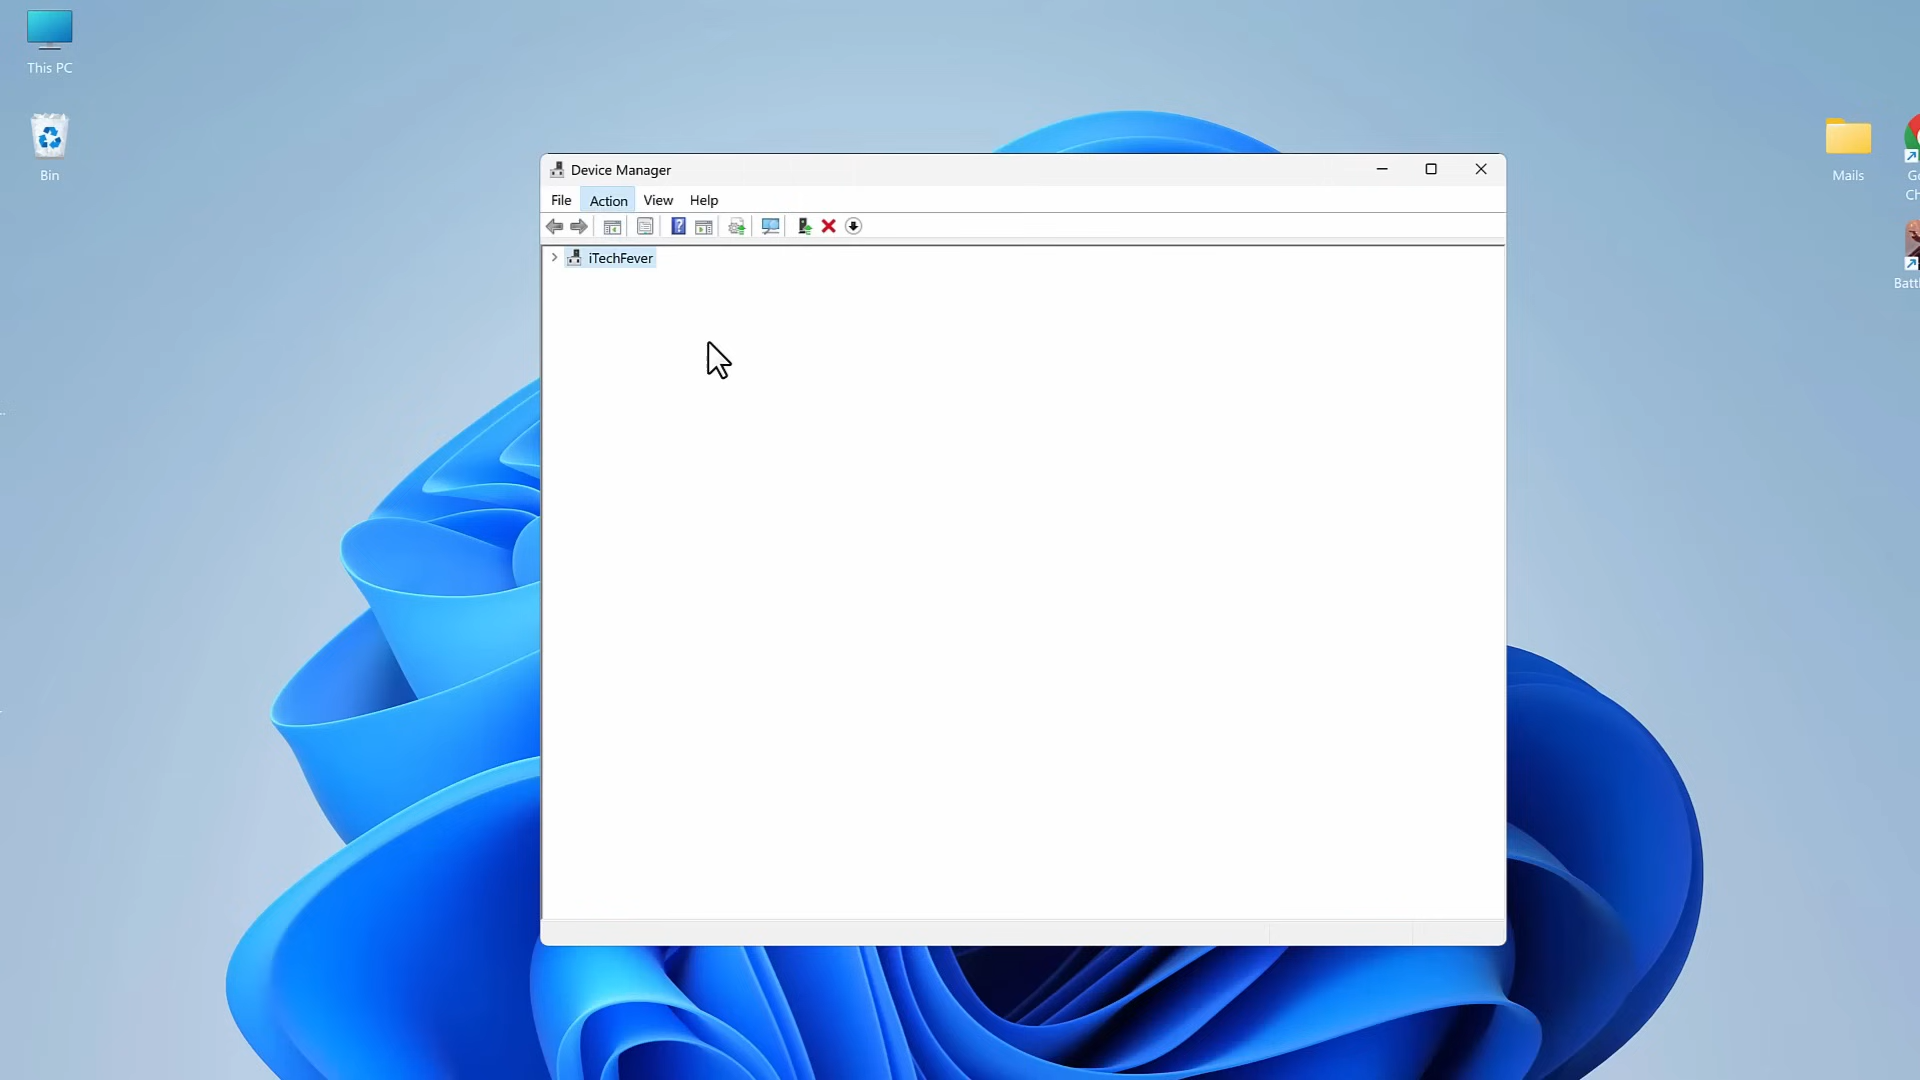 This PC
Bin
Device Manager
File Action View Help
iTechFever
Mails